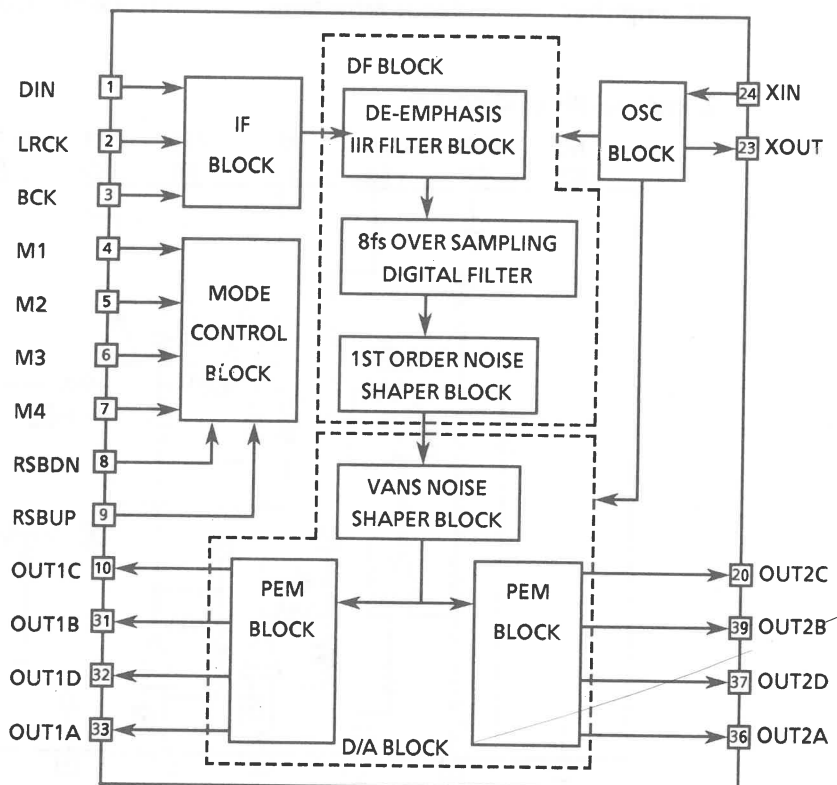 DIN
1
LRCK
2
BCK
3
IF
BLOCK
M1
4
M2
5
M3
6
M4
7
RSBDN
8
RSBUP
9
MODE
CONTROL
BLOCK
DF BLOCK
DE-EMPHASIS
IIR FILTER BLOCK
8fs OVER SAMPLING
DIGITAL FILTER
1ST ORDER NOISE
SHAPER BLOCK
OSC
BLOCK
24
XIN
23
XOUT
VANS NOISE
SHAPER BLOCK
OUT1C
10
OUT1B
31
OUT1D
32
OUT1A
33
PEM
BLOCK
PEM
BLOCK
D/A BLOCK
20
OUT2C
39
OUT2B
37
OUT2D
36
OUT2A